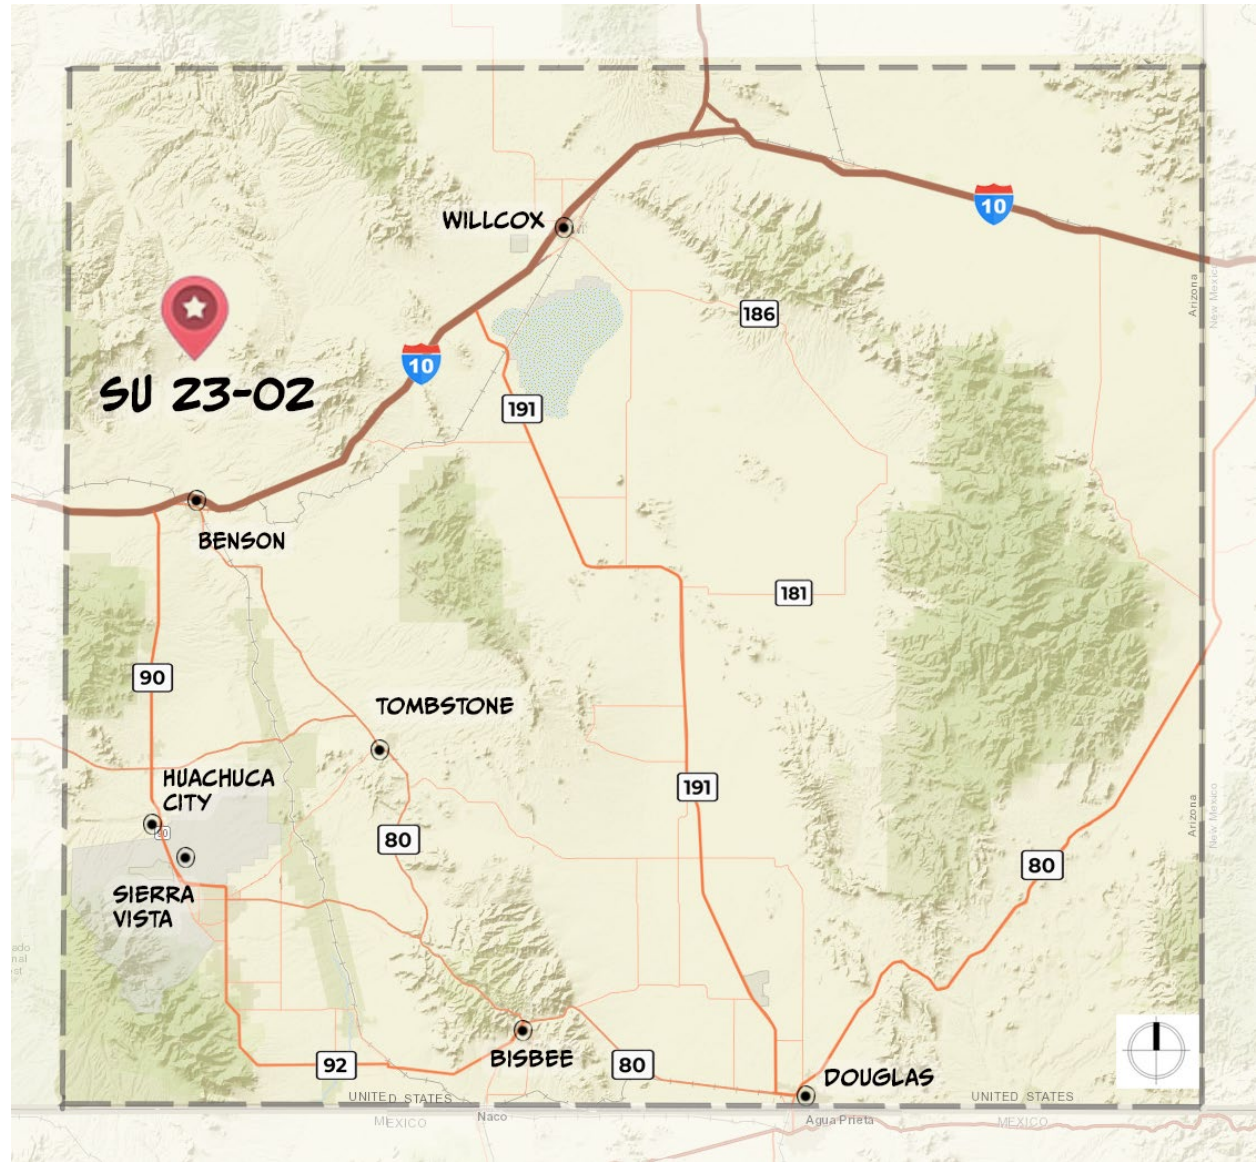 WILLCOX
10
186
Arizona
New Mexico
SU 23-02
10
191
BENSON
181
90
TOMBSTONE
HUACHUCA
CITY
90
80
191
Arizona
New Mexico
80
SIERRA
VISTA
92
BISBEE
80
DOUGLAS
UNITED STATES
MEXICO
Naco
UNITED STATES
MEXICO
Agua Prieta